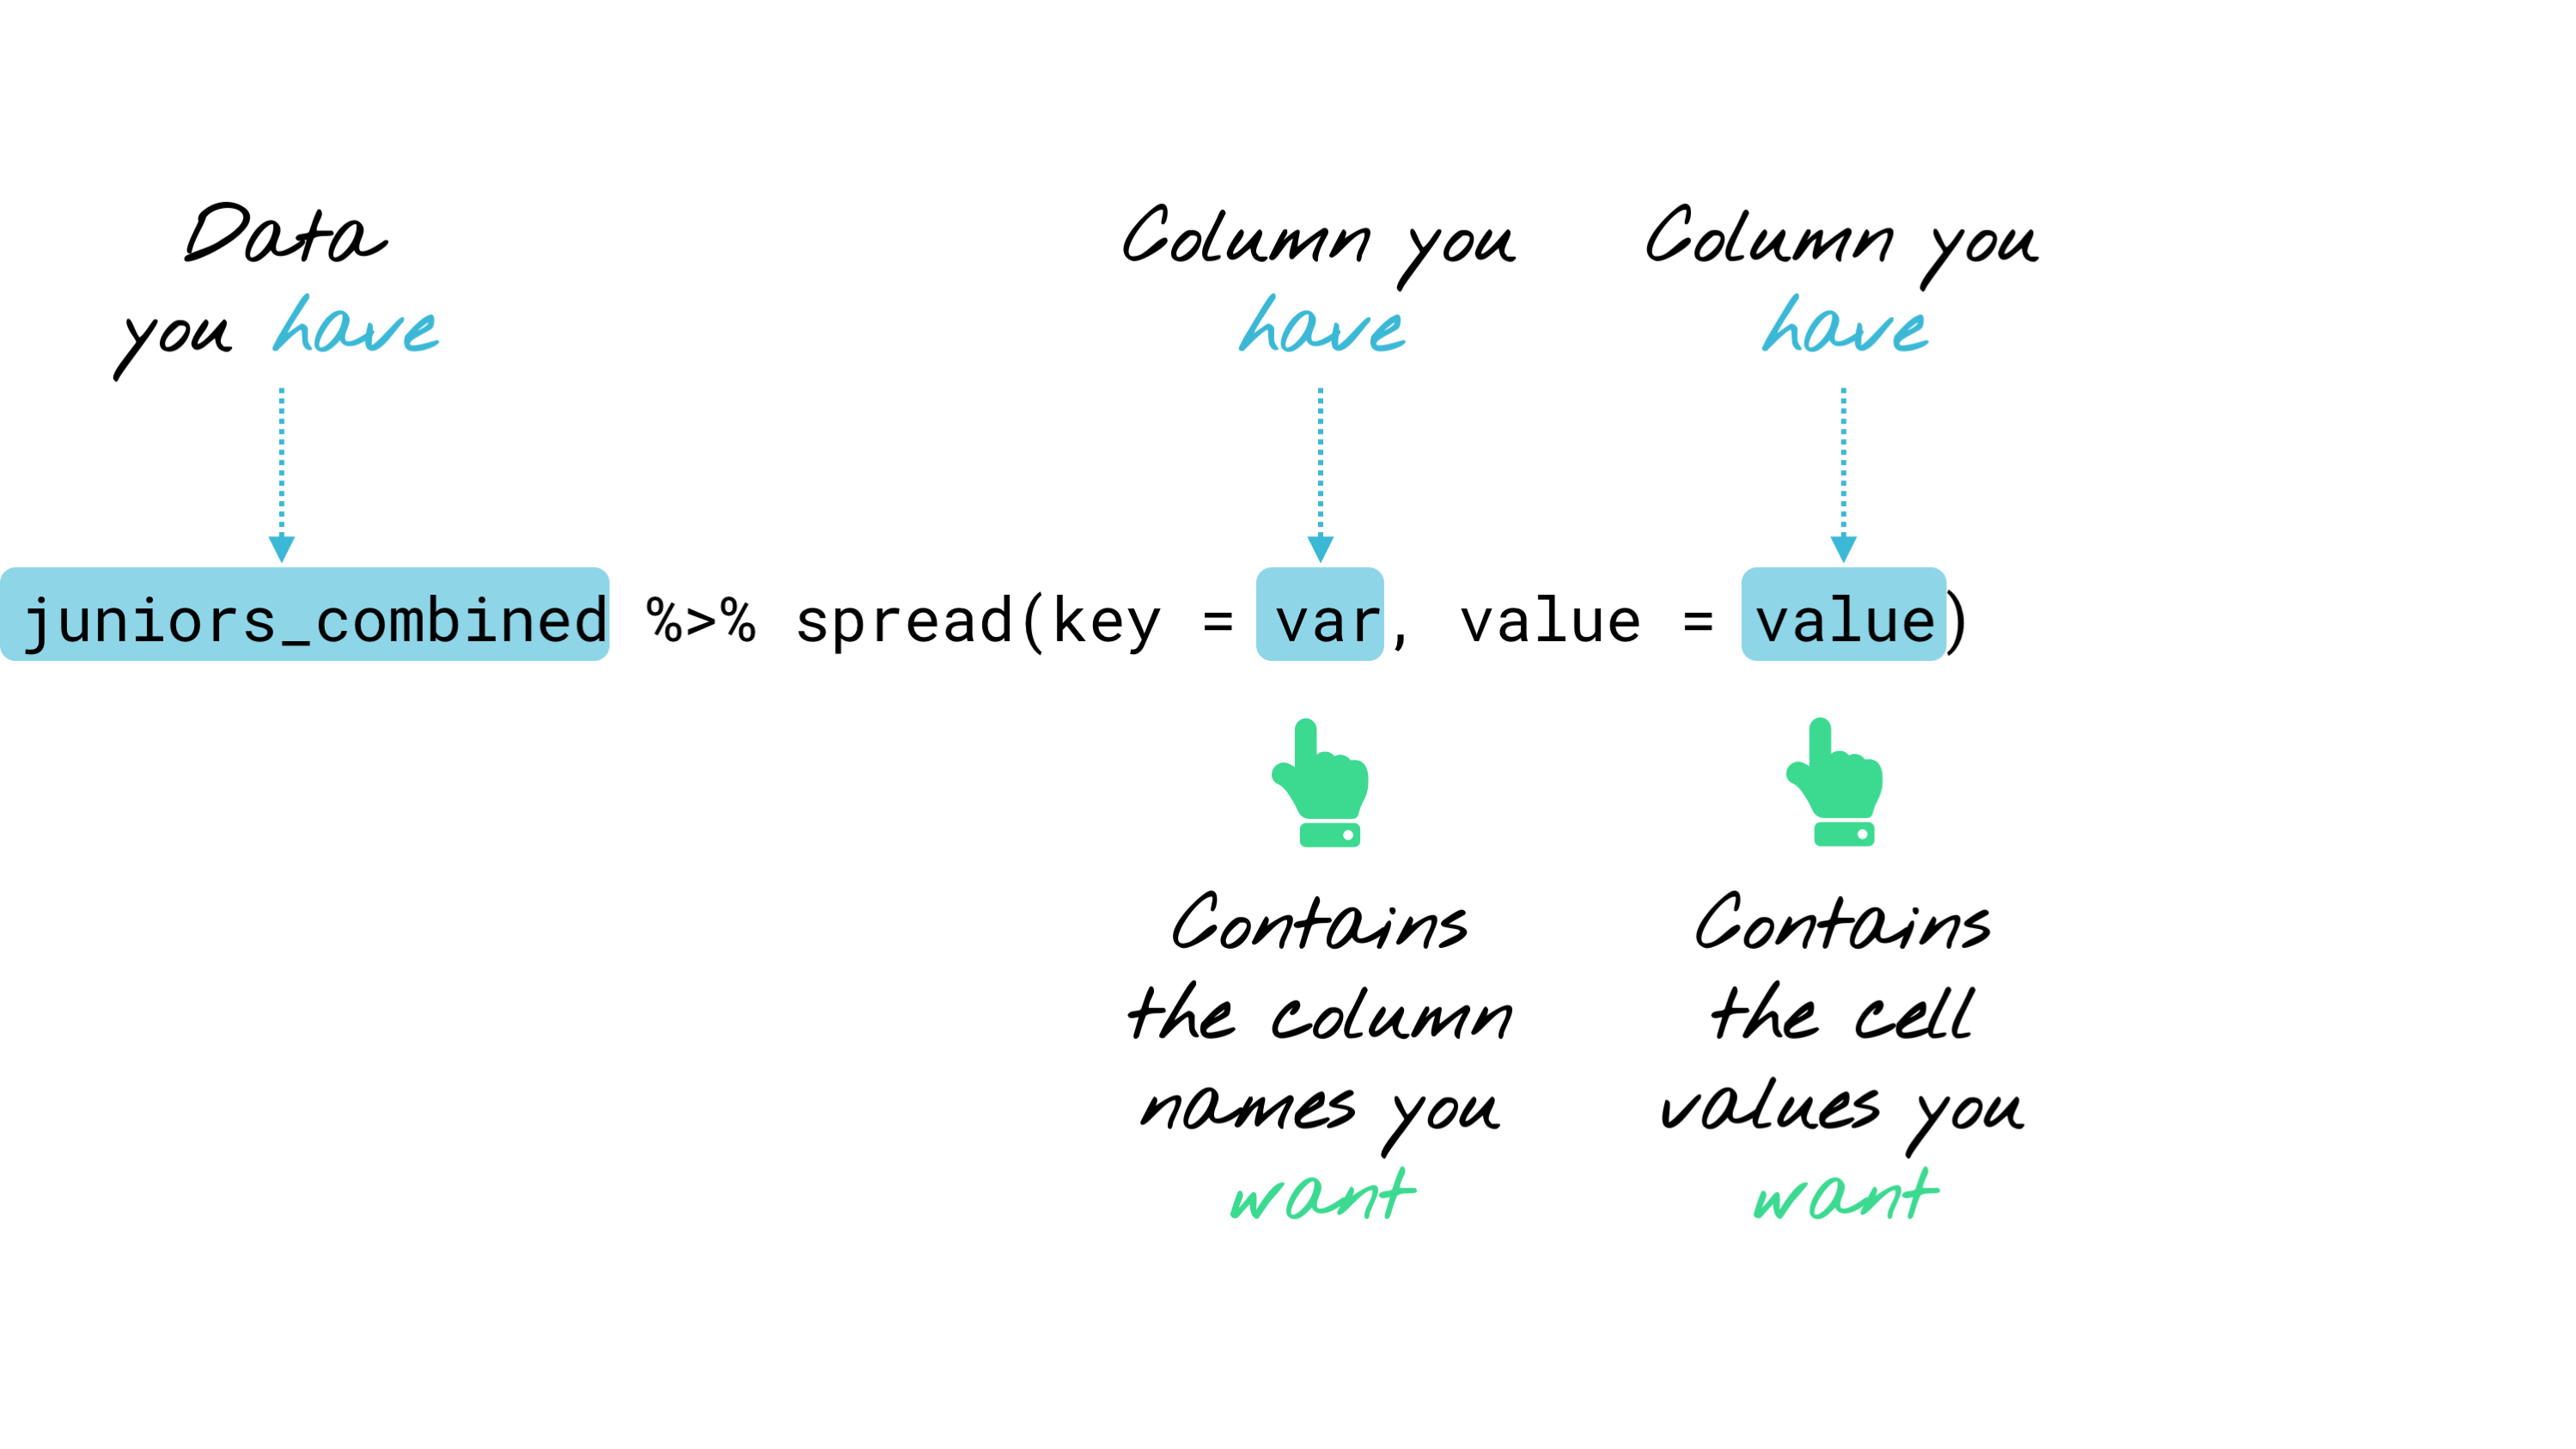 Data
you have
Column you
have
Column you
have
juniors_combined %>% spread(key = var, value = value)
Contains
the column
names you
want
Contains
the cell
values you
want